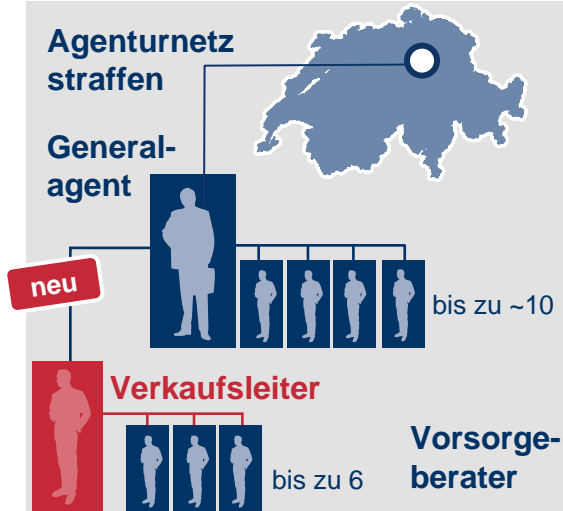 Agenturnetz
straffen
General-
agent
neu
bis zu ~10
Verkaufsleiter
bis zu 6
Vorsorge-
berater